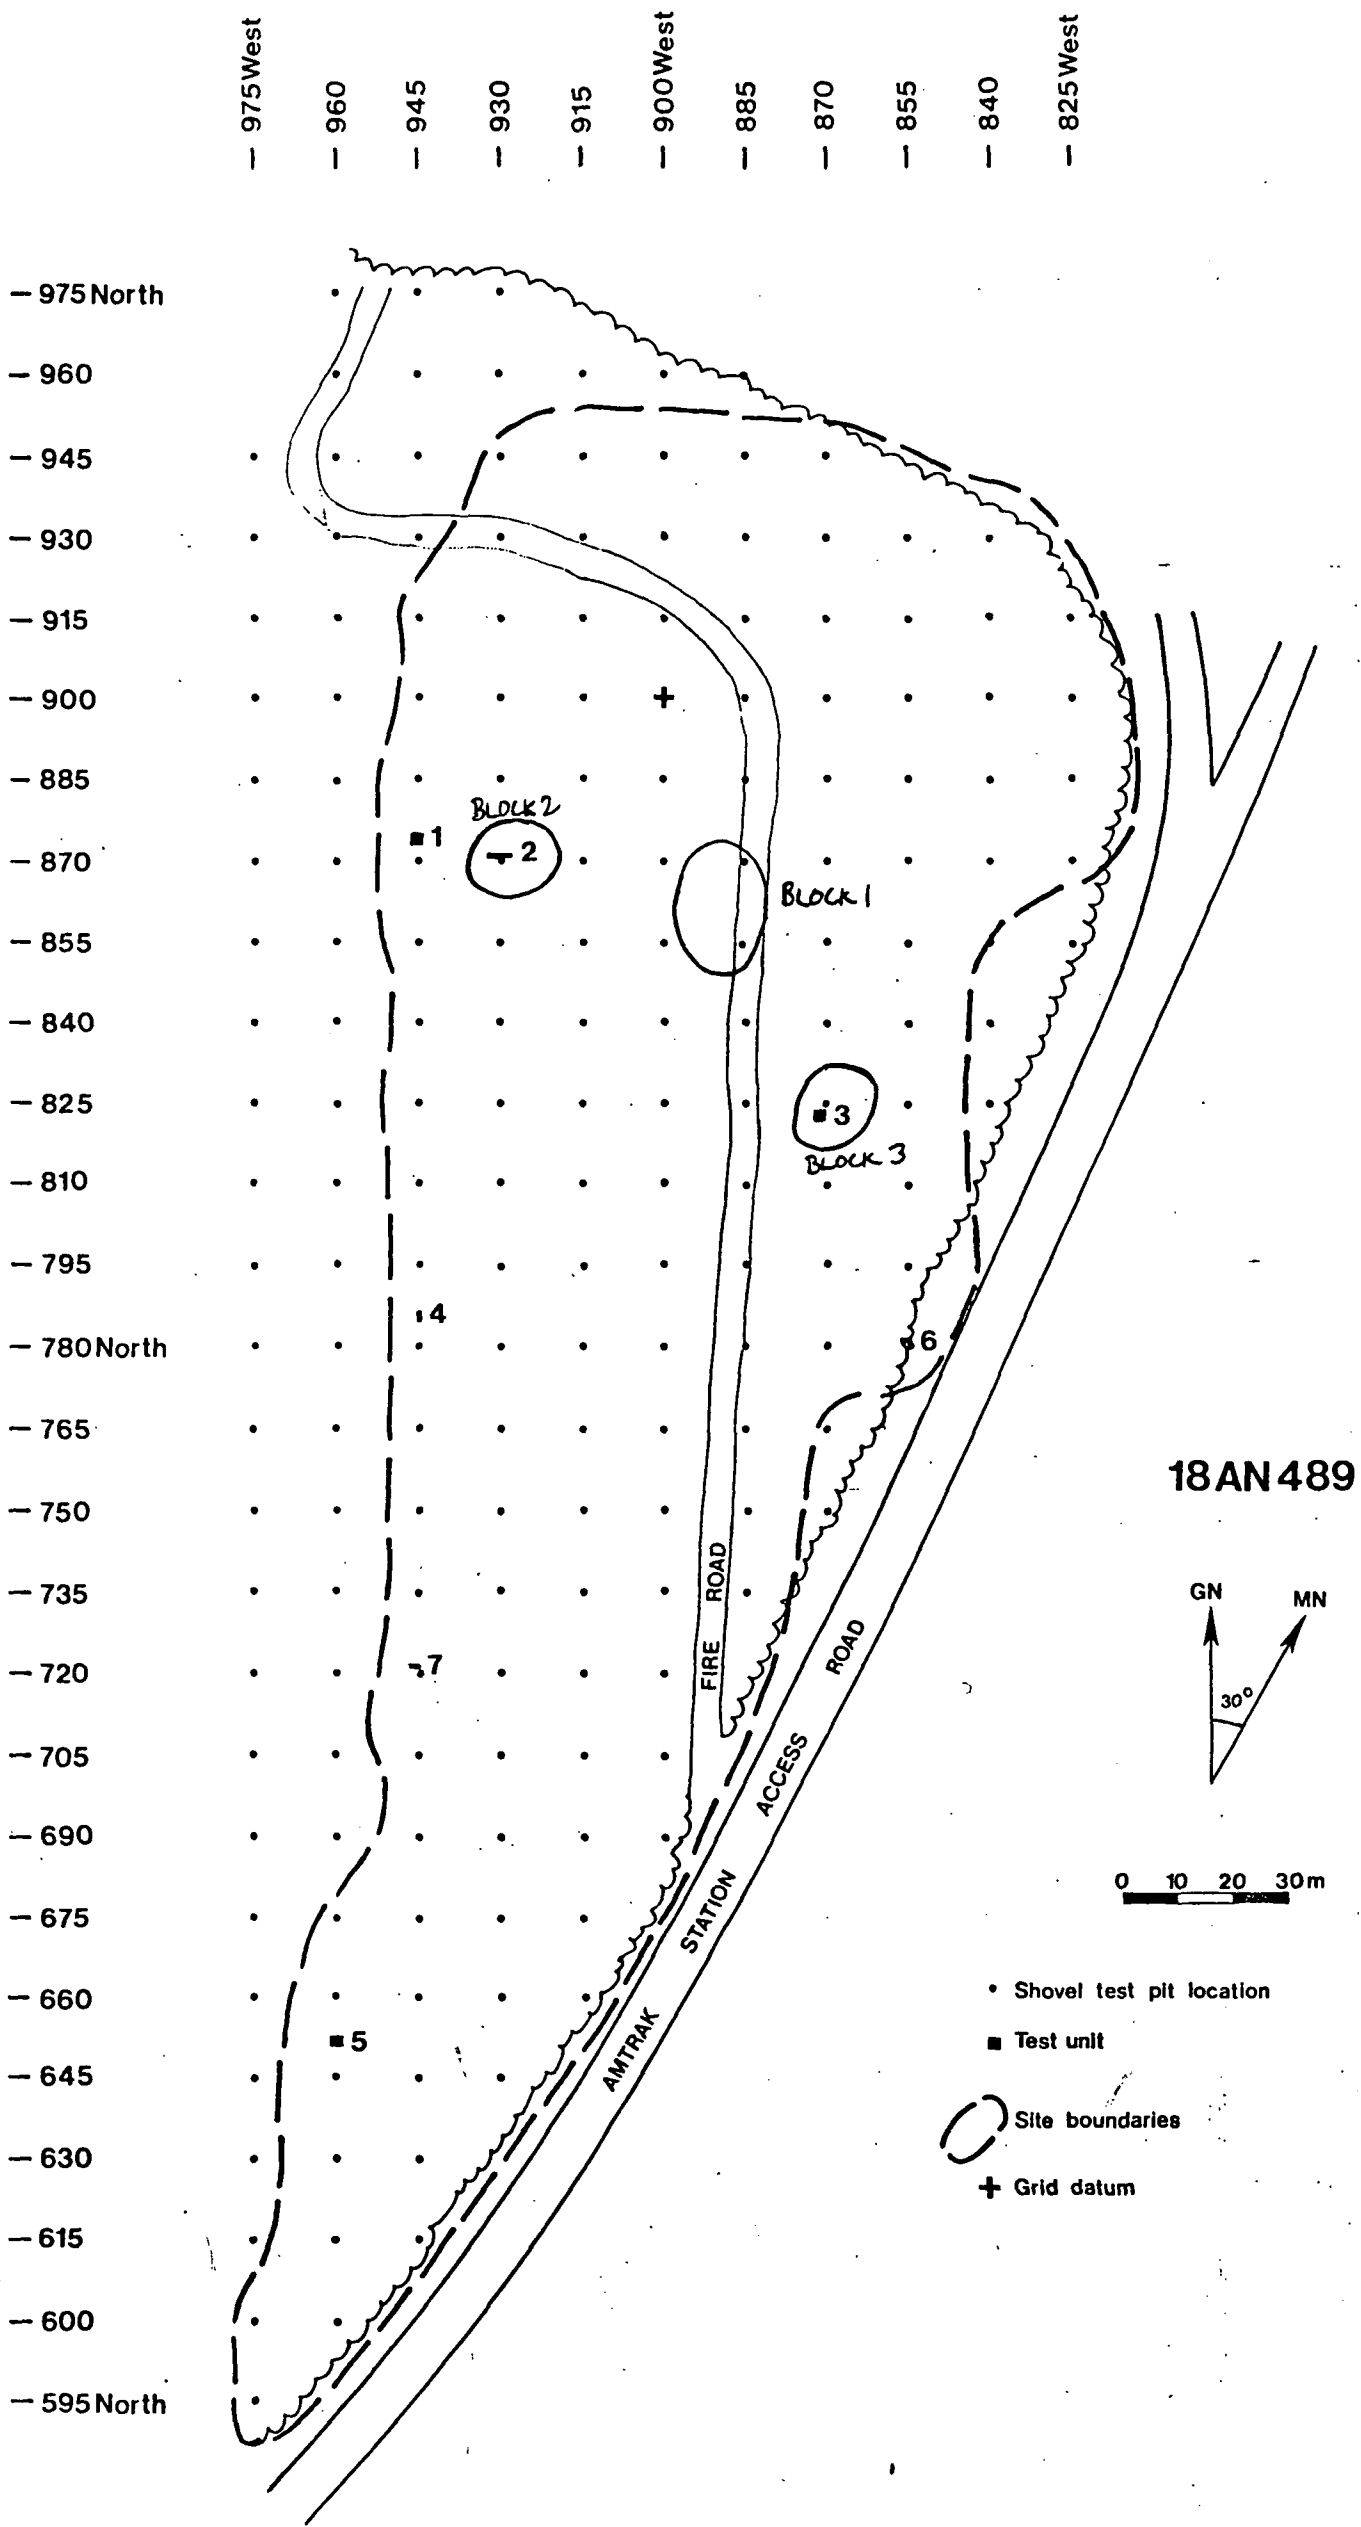 975 West
960
945
930
915
900 West
885
870
855
840
825 West
975 North
960
945
930
915
900
885
870
855
840
825
810
795
780 North
765
750
735
720
705
690
675
660
645
630
615
600
595 North
BLOCK 2
1
2
BLOCK 1
3
BLOCK 3
4
6
7
5
FIRE ROAD
AMTRAK STATION ACCESS ROAD
18AN489
GN
MN
30°
0 10 20 30m
Shovel test pit location
Test unit
Site boundaries
Grid datum